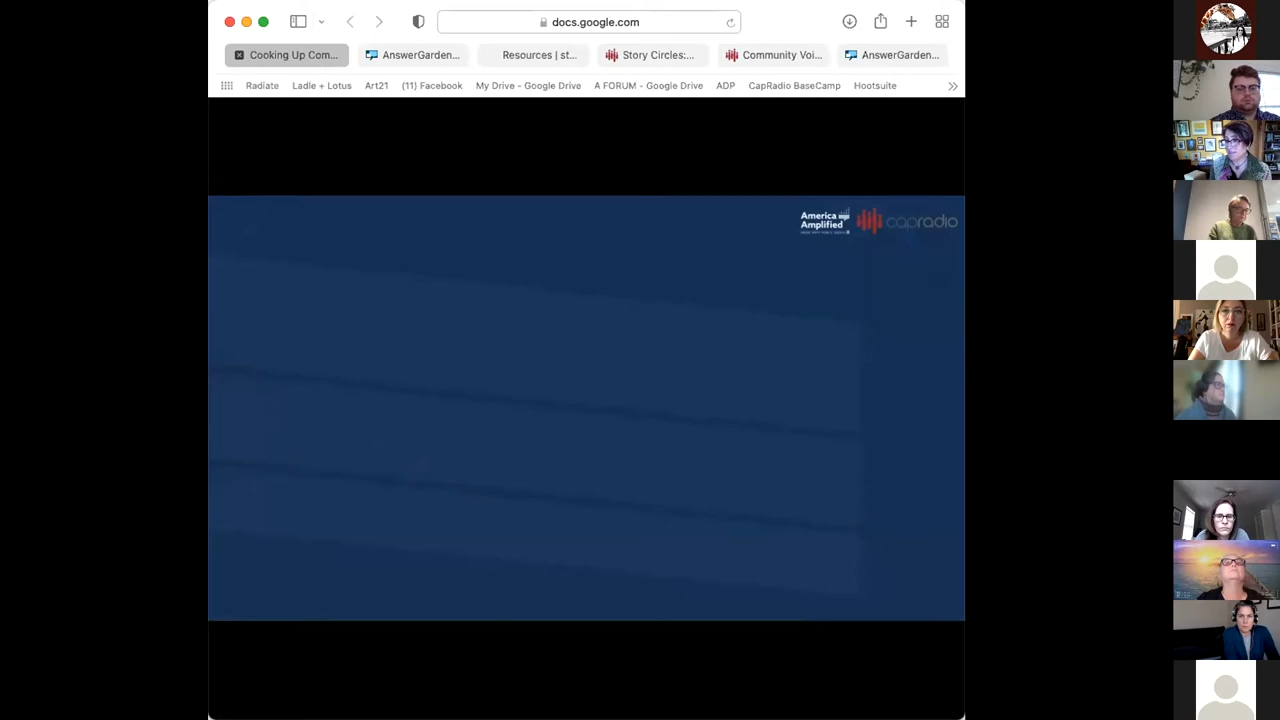 docs.google.com
Cooking Up Com...
AnswerGarden...
Resources | st...
Story Circles:...
Community Voi...
AnswerGarden...
Radiate
Ladle + Lotus
Art21
(11) Facebook
My Drive - Google Drive
A FORUM - Google Drive
ADP
CapRadio BaseCamp
Hootsuite
America
Amplified
capradio